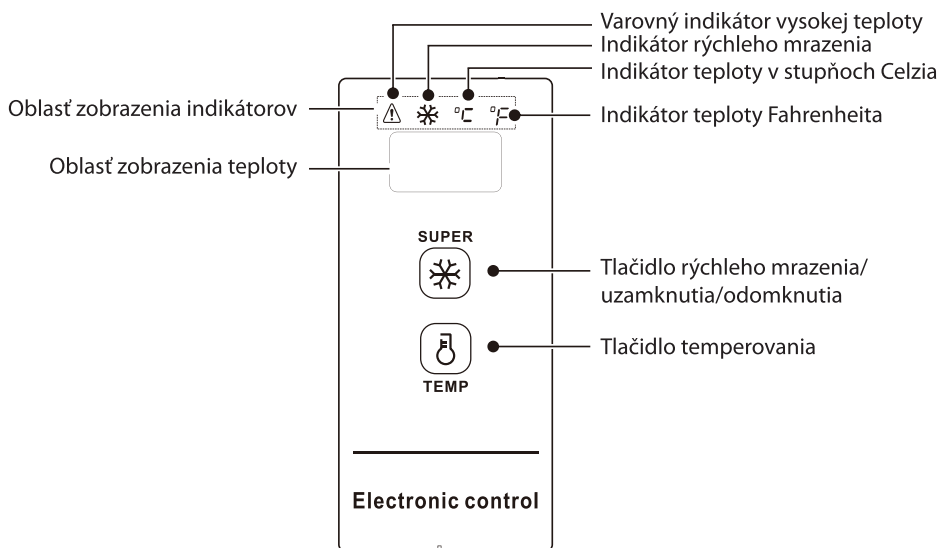 Varovný indikátor vysokej teploty
Indikátor rýchleho mrazenia
Indikátor teploty v stupňoch Celzia
Oblasť zobrazenia indikátorov
°C °F
Indikátor teploty Fahrenheita
Oblasť zobrazenia teploty
SUPER
Tlačidlo rýchleho mrazenia/
uzamknutia/odomknutia
Tlačidlo temperovania
TEMP
Electronic control